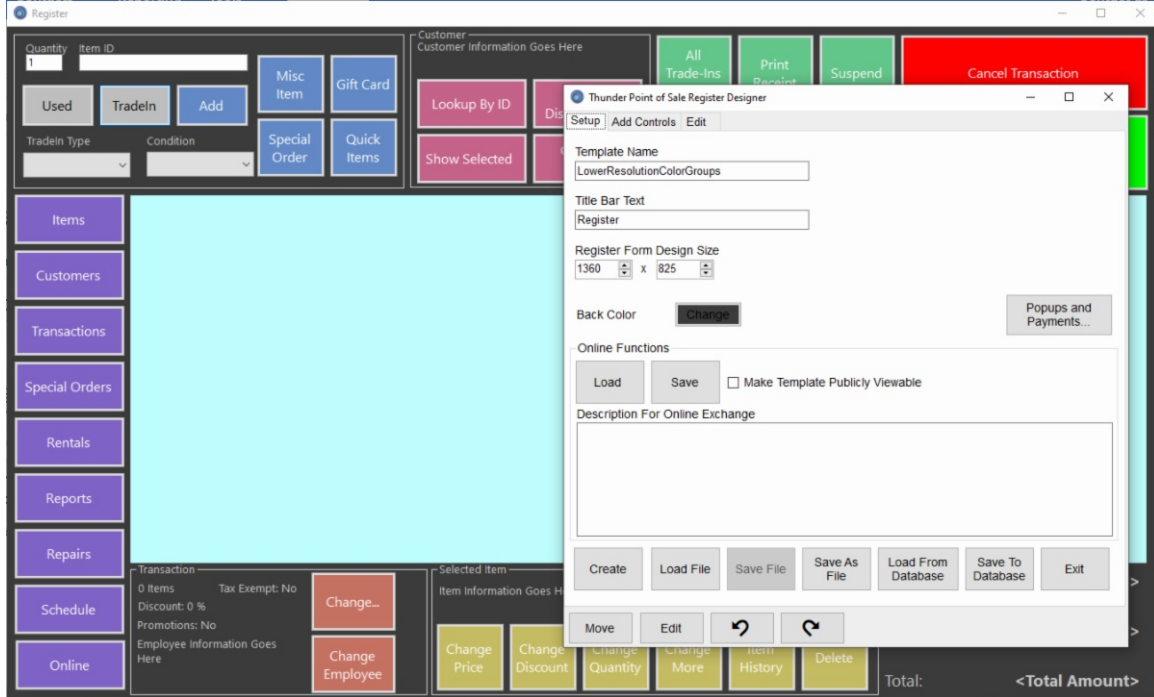 Register
Quantity Item ID
1
Used
TradeIn
Add
TradeIn Type
Condition
Misc
Item
Gift Card
Special
Order
Quick
Items
Customer
Customer Information Goes Here
Lookup By ID
Show Selected
All
Trade-Ins
Print
Receipt
Suspend
Cancel Transaction
Items
Customers
Transactions
Special Orders
Rentals
Reports
Repairs
Schedule
Online
Thunder Point of Sale Register Designer
Setup Add Controls Edit
Template Name
LowerResolutionColorGroups
Title Bar Text
Register
Register Form Design Size
1360 x 825
Back Color Change
Popups and
Payments...
Online Functions
Load Save Make Template Publicly Viewable
Description For Online Exchange
Create
Load File
Save File
Save As
File
Load From
Database
Save To
Database
Exit
Move
Edit
Transaction
0 Items Tax Exempt: No
Discount: 0 %
Promotions: No
Employee Information Goes
Here
Change...
Change
Employee
Selected Item
Item Information Goes H
Change
Price
Change
Discount
Change
Quantity
Change
More
Item
History
Delete
Total: <Total Amount>